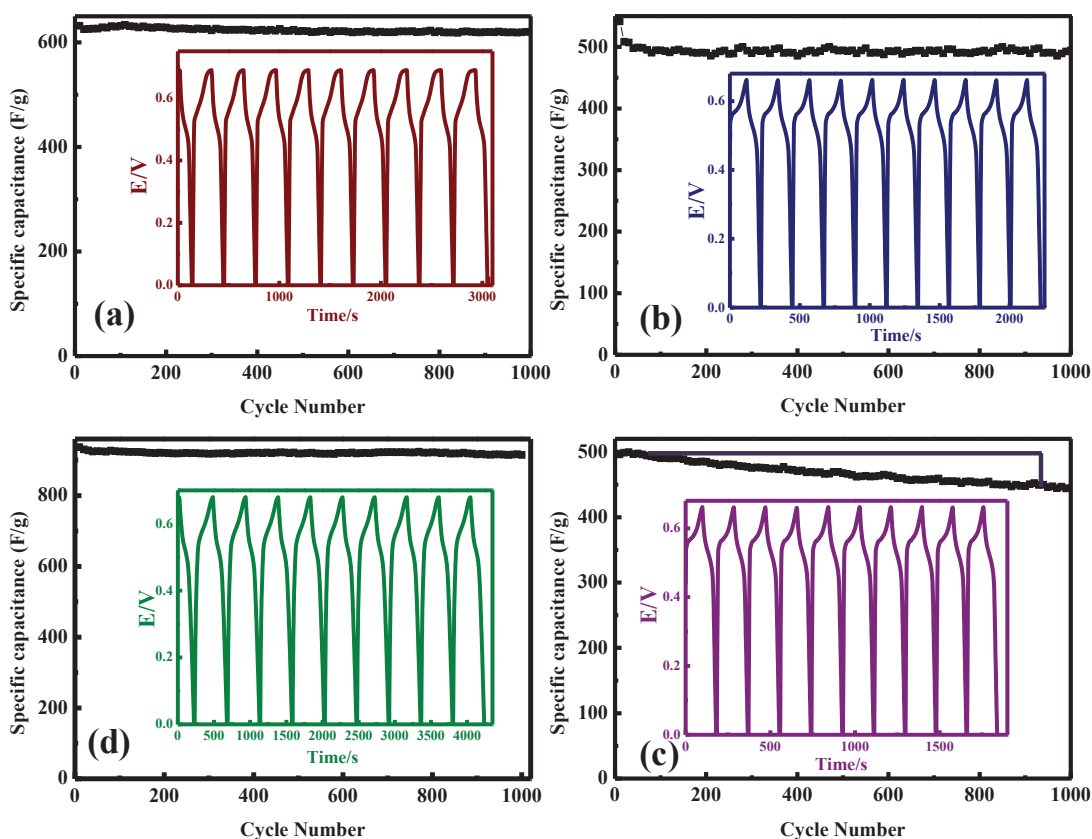 Specific capacitance (F/g)
600
400
200
0
E/V
0.6
0.4
0.2
0.0
0 1000 2000 3000
Time/s
(a)
0 200 400 600 800 1000
Cycle Number
Specific capacitance (F/g)
500
400
300
200
100
0
E/V
0.6
0.4
0.2
0.0
0 500 1000 1500 2000
Time/s
(b)
0 200 400 600 800 1000
Cycle Number
Specific capacitance (F/g)
800
600
400
200
0
E/V
0.6
0.4
0.2
0.0
0 500 1000 1500 2000 2500 3000 3500 4000
Time/s
(d)
0 200 400 600 800 1000
Cycle Number
Specific capacitance (F/g)
500
400
300
200
100
0
E/V
0.6
0.4
0.2
0.0
0 500 1000 1500
Time/s
(c)
0 200 400 600 800 1000
Cycle Number